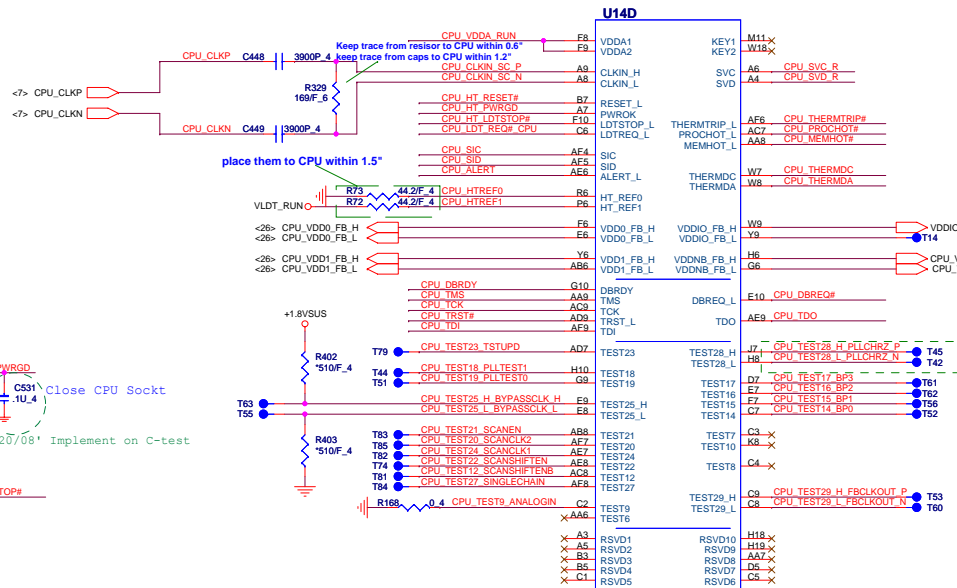 U14D
CPU_VDDA_RUN F8 VDDA1 KEY1 M11
F9 VDDA2 KEY2 W18
Keep trace from resisor to CPU within 0.6"
keep trace from caps to CPU within 1.2"
CPU_CLKP C448 3900P_4 CPU_CLKIN_SC_P A9 CLKIN_H SVC A6 CPU_SVC_R
CPU_CLKIN_SC_N A8 CLKIN_L SVD A4 CPU_SVD_R
<7> CPU_CLKP
R329
169/F_6
CPU_HT_RESET# B7 RESET_L
CPU_HT_PWRGD A7 PWROK
<7> CPU_CLKN
CPU_HT_LDTSTOP# F10 LDTSTOP_L THERMTRIP_L AF6 CPU_THERMTRIP#
CPU_CLKN C449 3900P_4 CPU_LDT_REQ#_CPU C6 LDTREQ_L PROCHOT_L AC7 CPU_PROCHOT#
MEMHOT_L AA8 CPU_MEMHOT#
CPU_SIC AF4 SIC
CPU_SID AF5 SID
CPU_ALERT AE6 ALERT_L THERMDC W7 CPU_THERMDC
THERMDA W8 CPU_THERMDA
place them to CPU within 1.5"
R73 44.2/F_4 CPU_HTREF0 R6 HT_REF0
VLDT_RUN R72 44.2/F_4 CPU_HTREF1 P6 HT_REF1
<26> CPU_VDD0_FB_H F6 VDD0_FB_H VDDIO_FB_H W9
<26> CPU_VDD0_FB_L E6 VDD0_FB_L VDDIO_FB_L Y9 T14
<26> CPU_VDD1_FB_H Y6 VDD1_FB_H VDDNB_FB_H H6
<26> CPU_VDD1_FB_L AB6 VDD1_FB_L VDDNB_FB_L G6
CPU_DBRDY G10 DBRDY
CPU_TMS AA9 TMS DBREQ_L E10 CPU_DBREQ#
CPU_TCK AC9 TCK
CPU_TRST# AD9 TRST_L TDO AE9 CPU_TDO
CPU_TDI AF9 TDI
+1.8VSUS
T79 CPU_TEST23_TSTUPD AD7 TEST23 TEST28_H J7 CPU_TEST28_H_PLLCHRZ_P T45
TEST28_L H8 CPU_TEST28_L_PLLCHRZ_N T42
R402
*510/F_4
T44 CPU_TEST18_PLLTEST1 H10 TEST18
T51 CPU_TEST19_PLLTEST0 G9 TEST19 TEST17 D7 CPU_TEST17_BP3 T61
TEST16 E7 CPU_TEST16_BP2 T62
T63 CPU_TEST25_H_BYPASSCLK_H E9 TEST25_H TEST15 F7 CPU_TEST15_BP1 T56
T55 CPU_TEST25_L_BYPASSCLK_L E8 TEST25_L TEST14 C7 CPU_TEST14_BP0 T52
C531
.1U_4
Close CPU Sockt
20/08' Implement on C-test
R403
*510/F_4
T83 CPU_TEST21_SCANEN AB8 TEST21 TEST7 C3
T85 CPU_TEST20_SCANCLK2 AF7 TEST20 TEST10 K8
T82 CPU_TEST24_SCANCLK1 AE7 TEST24
T74 CPU_TEST22_SCANSHIFTEN AE8 TEST22 TEST8 C4
T81 CPU_TEST12_SCANSHIFTENB AC8 TEST12
T84 CPU_TEST27_SINGLECHAIN AF8 TEST27
R168 0_4 CPU_TEST9_ANALOGIN C2 TEST9 TEST29_H C9 CPU_TEST29_H_FBCLKOUT_P T53
AA6 TEST6 TEST29_L C8 CPU_TEST29_L_FBCLKOUT_N T60
A3 RSVD1 RSVD10 H18
A5 RSVD2 RSVD9 H19
B3 RSVD3 RSVD8 AA7
B5 RSVD4 RSVD7 D5
C1 RSVD5 RSVD6 C5